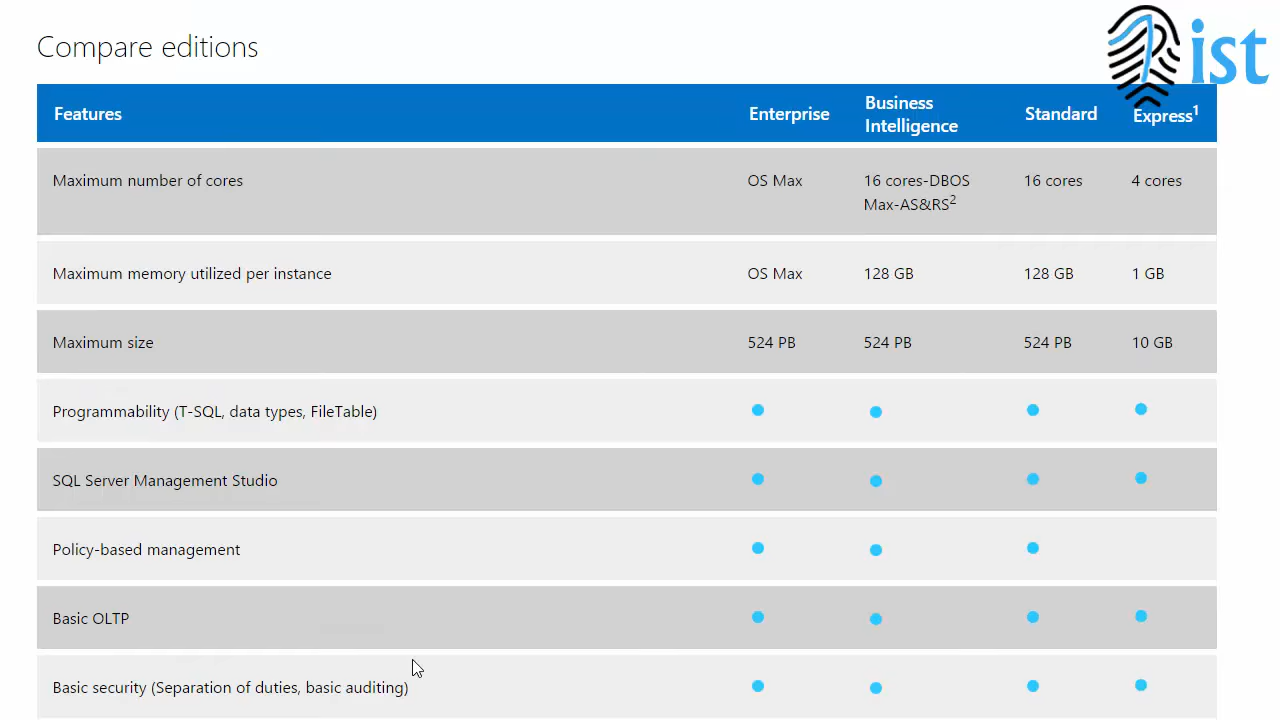 Compare editions
ist
Features Enterprise Business Intelligence Standard Express1
Maximum number of cores OS Max 16 cores-DBOS Max-AS&RS2 16 cores 4 cores
Maximum memory utilized per instance OS Max 128 GB 128 GB 1 GB
Maximum size 524 PB 524 PB 524 PB 10 GB
Programmability (T-SQL, data types, FileTable)
SQL Server Management Studio
Policy-based management
Basic OLTP
Basic security (Separation of duties, basic auditing)